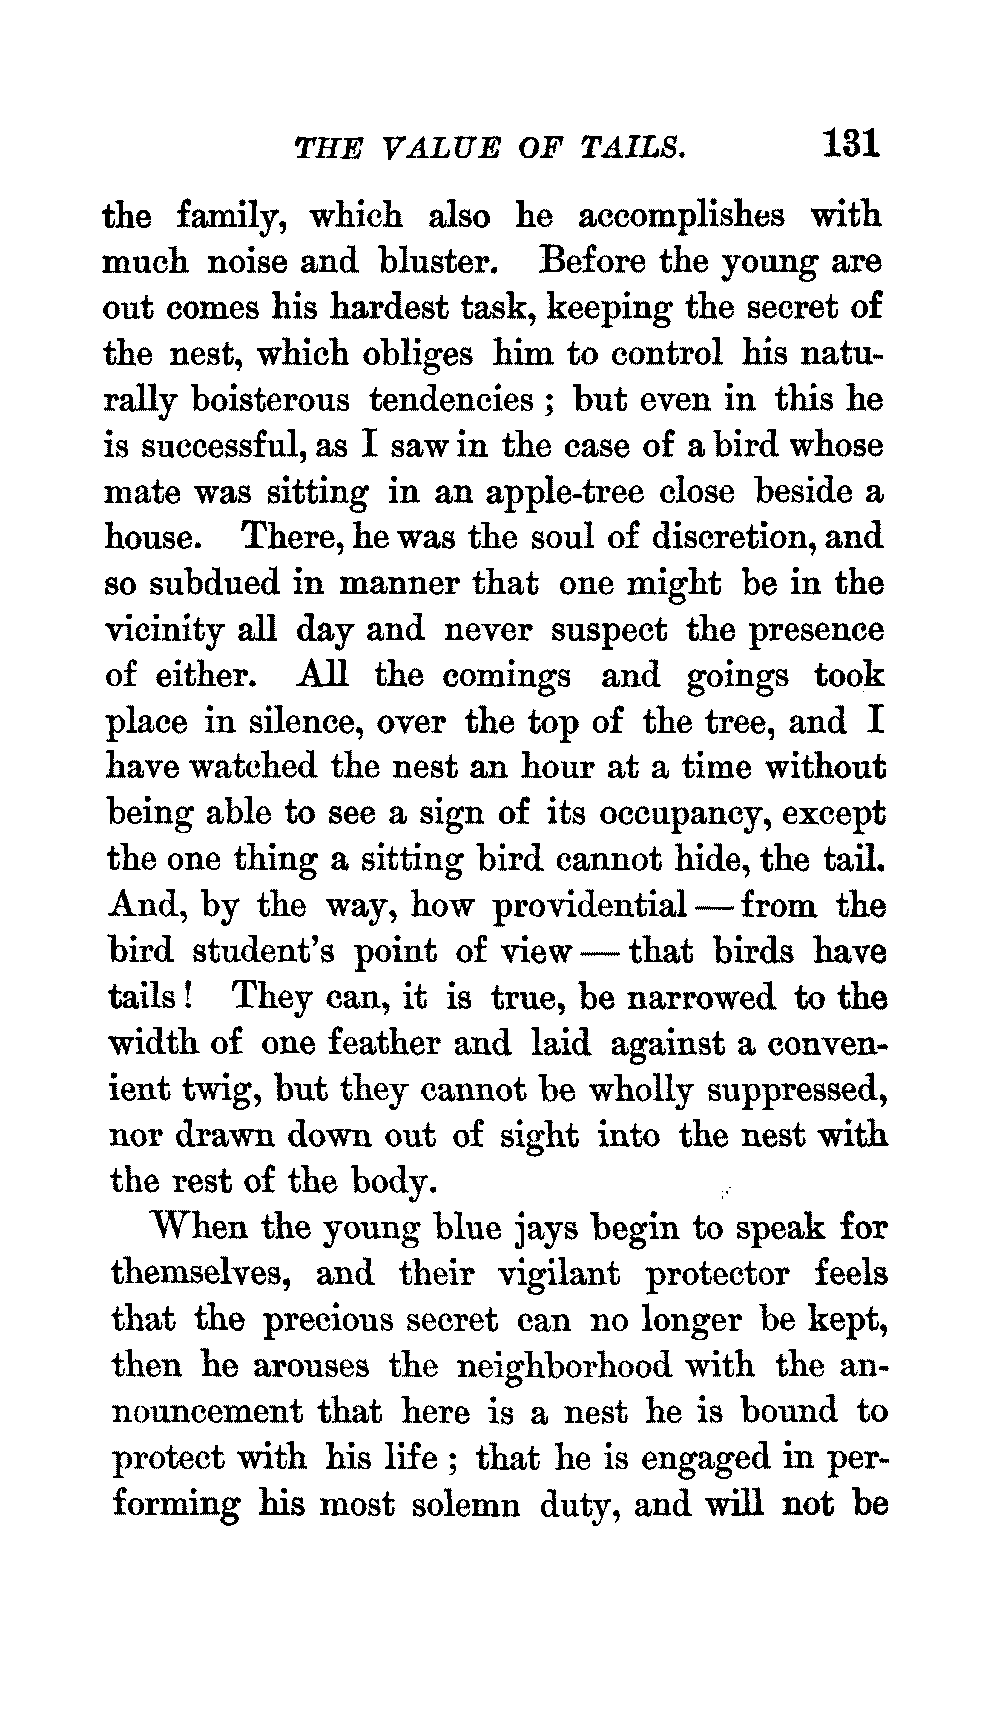 THE VALUE OF TAILS. 131
the family, which also he accomplishes with
much noise and bluster. Before the young are
out comes his hardest task, keeping the secret of
the nest, which obliges him to control his natu-
rally boisterous tendencies ; but even in this he
is successful, as I saw in the case of a bird whose
mate was sitting in an apple-tree close beside a
house. There, he was the soul of discretion, and
so subdued in manner that one might be in the
vicinity all day and never suspect the presence
of either. All the comings and goings took
place in silence, over the top of the tree, and I
have watched the nest an hour at a time without
being able to see a sign of its occupancy, except
the one thing a sitting bird cannot hide, the tail.
And, by the way, how providential — from the
bird student's point of view — that birds have
tails ! They can, it is true, be narrowed to the
width of one feather and laid against a conven-
ient twig, but they cannot be wholly suppressed,
nor drawn down out of sight into the nest with
the rest of the body.
When the young blue jays begin to speak for
themselves, and their vigilant protector feels
that the precious secret can no longer be kept,
then he arouses the neighborhood with the an-
nouncement that here is a nest he is bound to
protect with his life ; that he is engaged in per-
forming his most solemn duty, and will not be